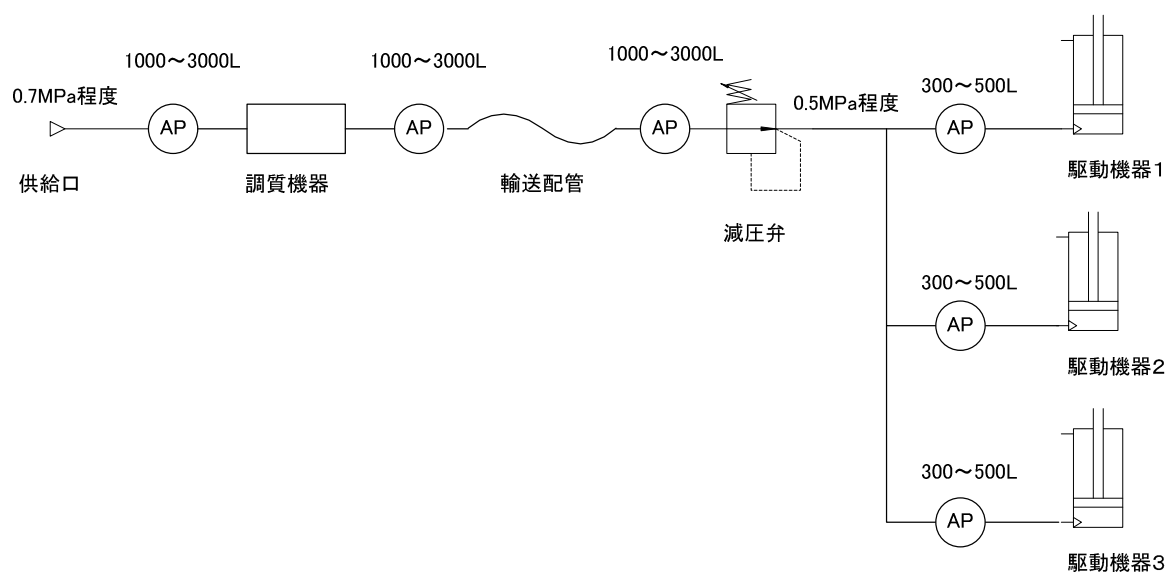 1000～3000L
1000～3000L
1000～3000L
0.7MPa程度
0.5MPa程度
300～500L
AP
AP
AP
AP
供給口
調質機器
輸送配管
減圧弁
駆動機器1
300～500L
AP
駆動機器2
300～500L
AP
駆動機器3